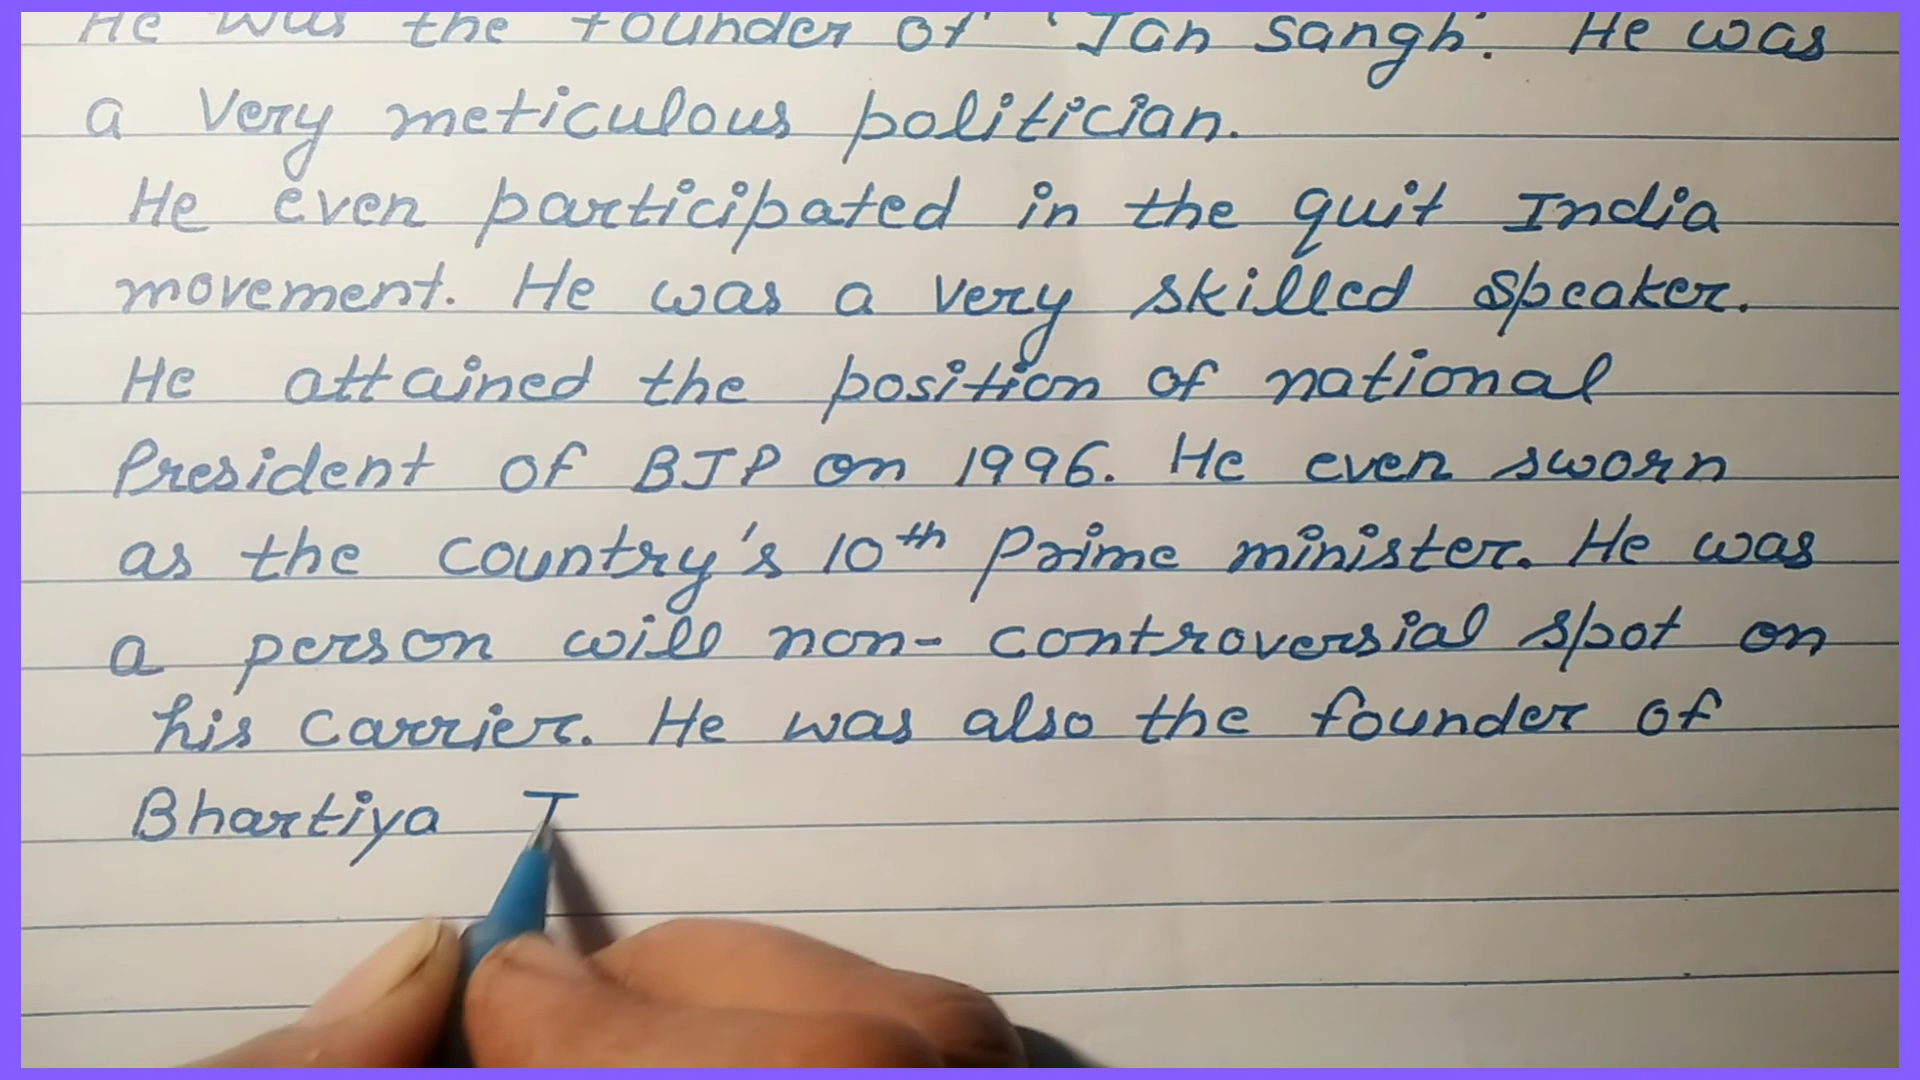 He was the founder of 'Jan Sangh'. He was
a very meticulous politician.
He even participated in the quit India
movement. He was a very skilled speaker.
He attained the position of national
President of BJP on 1996. He even sworn
as the country's 10th prime minister. He was
a person will non-controversial spot on
his carrier. He was also the founder of
Bhartiya J